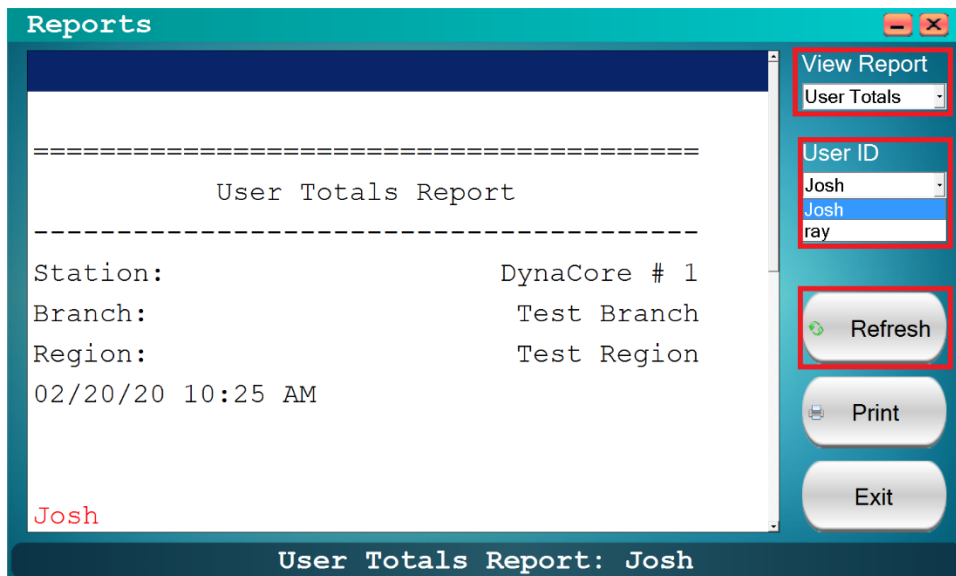 Reports
========================================
User Totals Report
----------------------------------------
Station: DynaCore # 1
Branch: Test Branch
Region: Test Region
02/20/20 10:25 AM
Josh
View Report
User Totals
User ID
Josh
Josh
ray
Refresh
Print
Exit
User Totals Report: Josh